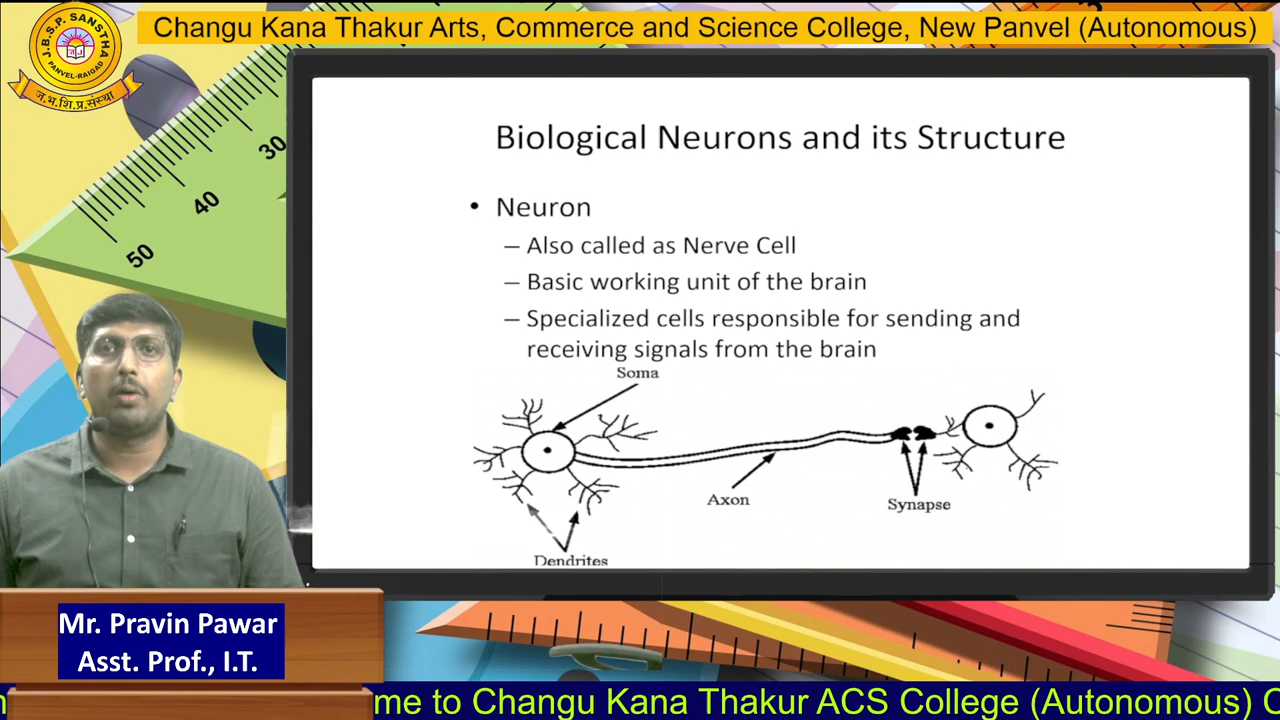 Changu Kana Thakur Arts, Commerce and Science College, New Panvel (Autonomous)
J.B.S.P. SANSTHA
PANVEL-RAIGAD
ज.भ.शि.प्र.संस्था
30
40
50
Biological Neurons and its Structure
• Neuron
– Also called as Nerve Cell
– Basic working unit of the brain
– Specialized cells responsible for sending and
receiving signals from the brain
Soma
Axon
Synapse
Dendrites
Mr. Pravin Pawar
Asst. Prof., I.T.
me to Changu Kana Thakur ACS College (Autonomous) C